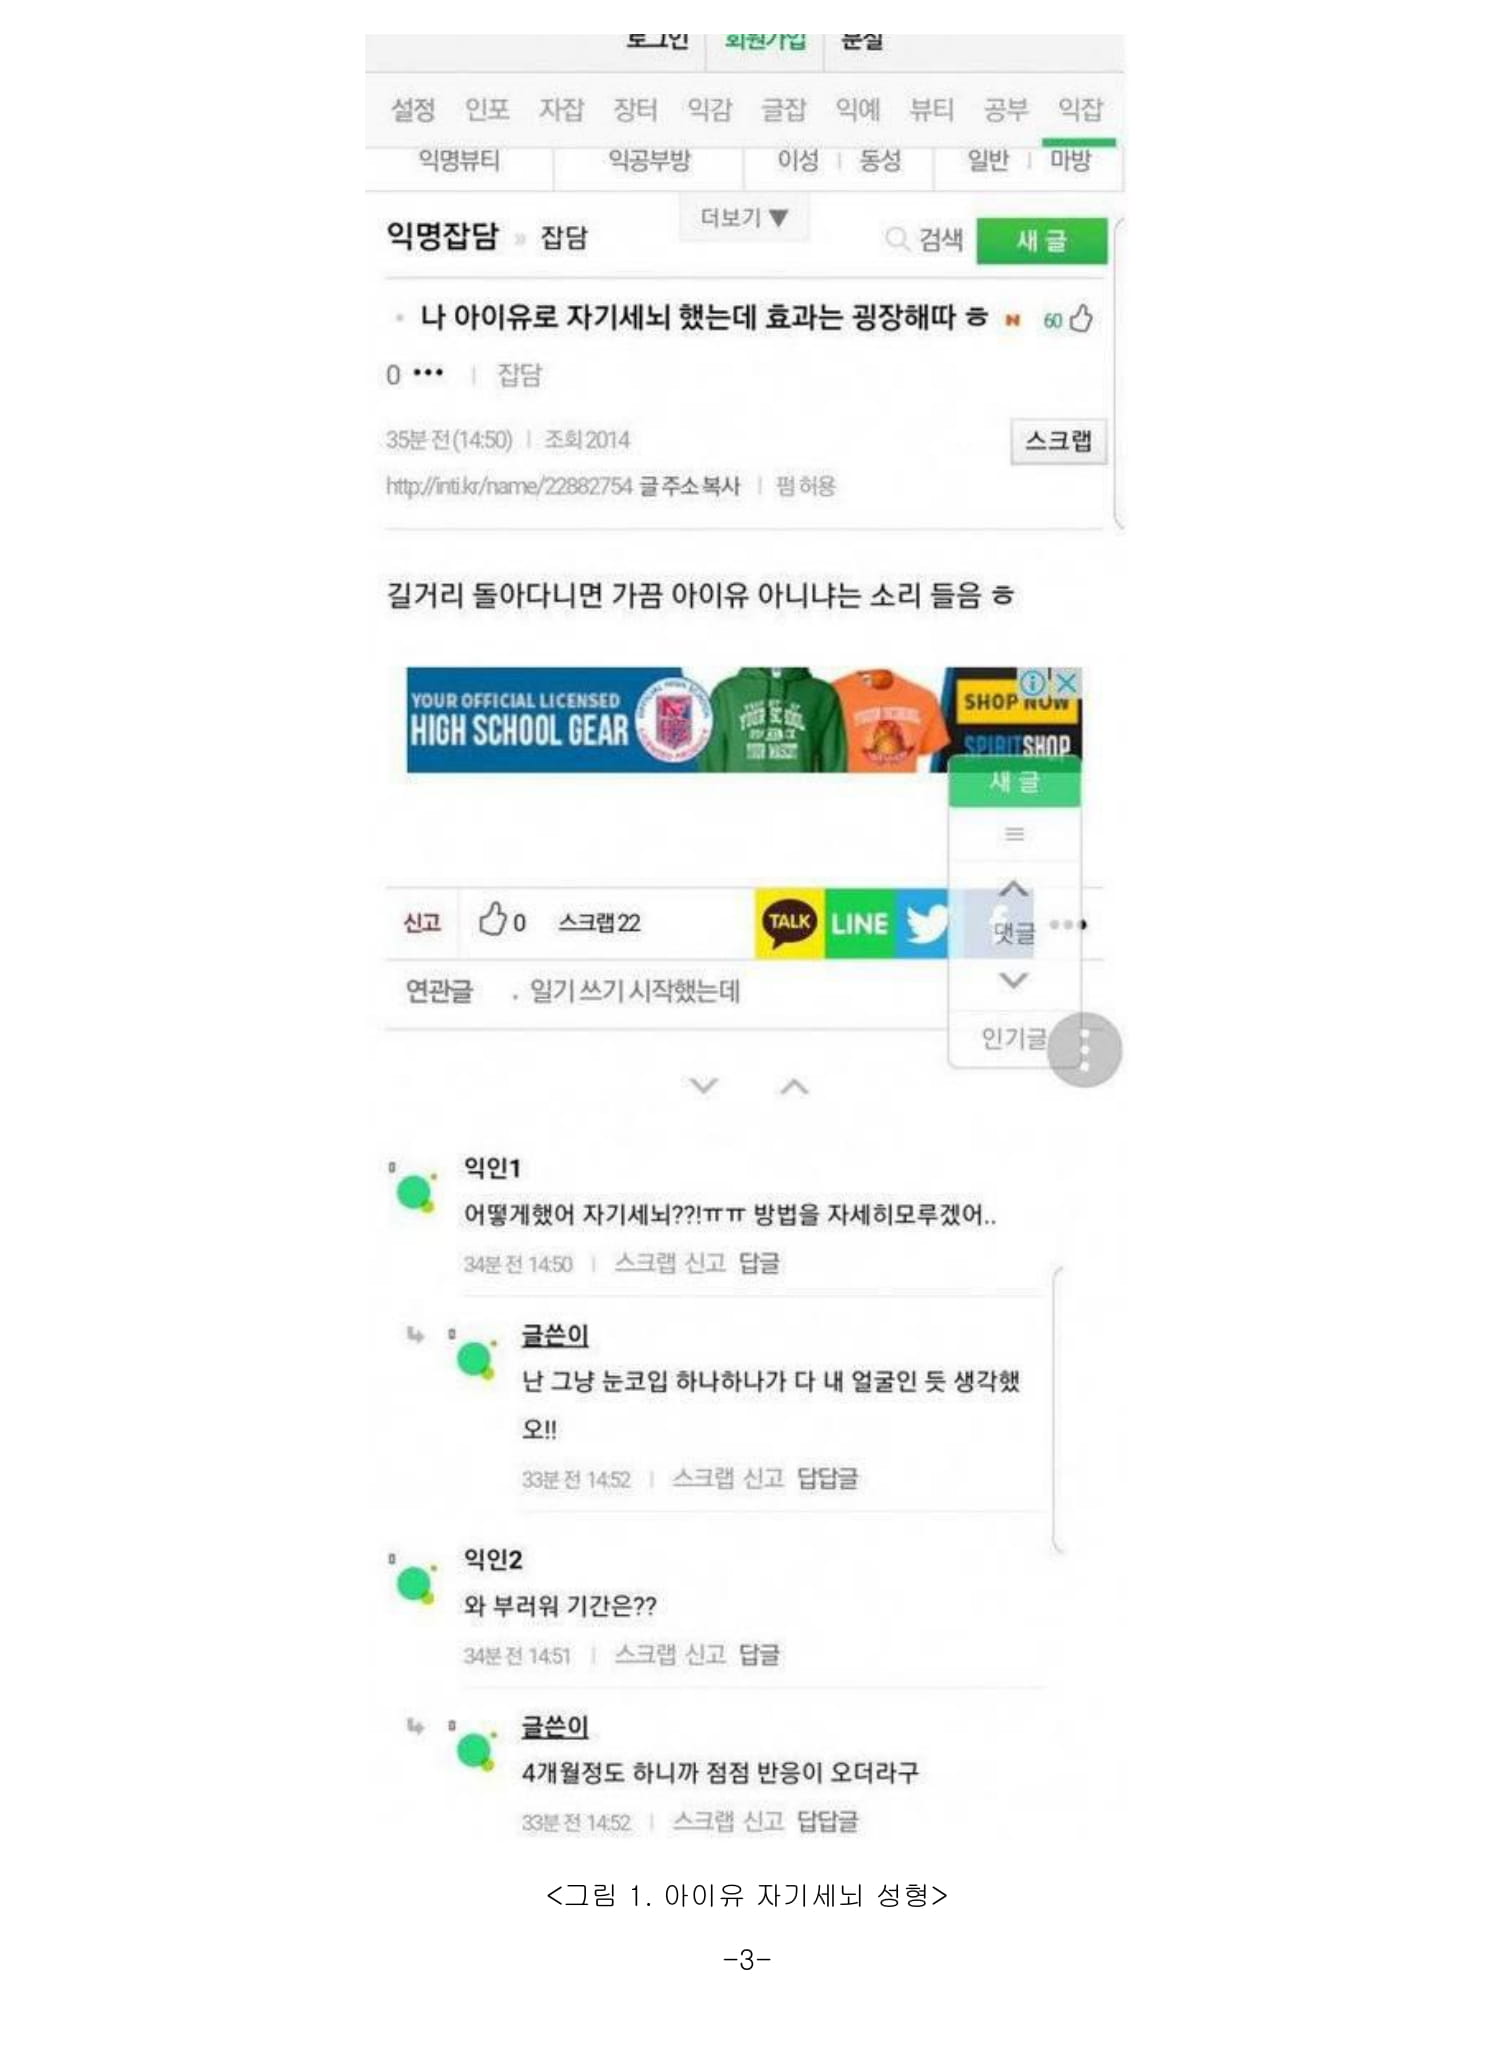 로그인 회원가입 분실
설정 인포 자잡 장터 익감 글잡 익예 뷰티 공부 익잡
익명뷰티 익공부방 이성 동성 일반 마방
더보기 ▼
익명잡담 » 잡담 검색 새 글
나 아이유로 자기세뇌 했는데 효과는 굉장해따 ㅎ N 60
0 ••• | 잡담
35분 전 (14:50) | 조회 2014 스크랩
http://inti.kr/name/22882754 글 주소 복사 | 펌 허용
길거리 돌아다니면 가끔 아이유 아니냐는 소리 들음 ㅎ
YOUR OFFICIAL LICENSED
HIGH SCHOOL GEAR
SHOP NOW
SPIRITSHOP
새 글
신고 0 스크랩 22 TALK LINE 댓글
연관글 . 일기 쓰기 시작했는데
인기글
익인1
어떻게했어 자기세뇌??!ㅠㅠ 방법을 자세히모루겠어..
34분 전 14:50 | 스크랩 신고 답글
글쓴이
난 그냥 눈코입 하나하나가 다 내 얼굴인 듯 생각했
오!!
33분 전 14:52 | 스크랩 신고 답답글
익인2
와 부러워 기간은??
34분 전 14:51 | 스크랩 신고 답글
글쓴이
4개월정도 하니까 점점 반응이 오더라구
33분 전 14:52 | 스크랩 신고 답답글
<그림 1. 아이유 자기세뇌 성형>
-3-